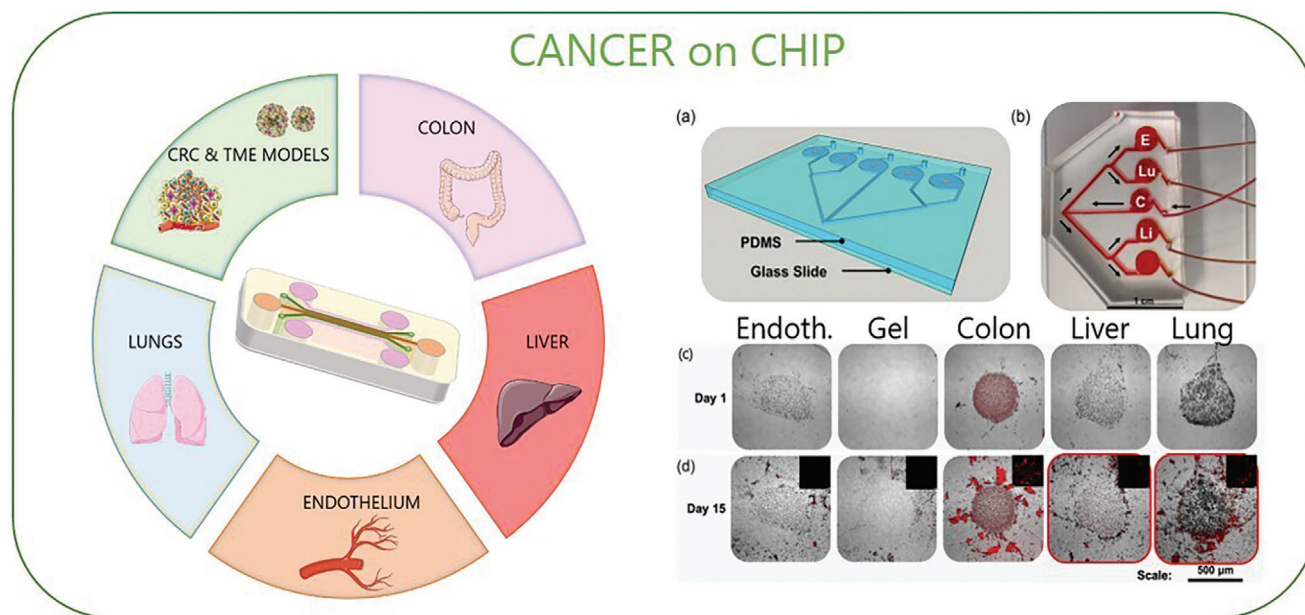 CANCER on CHIP
CRC & TME MODELS
COLON
LUNGS
LIVER
ENDOTHELIUM
(a)
PDMS
Glass Slide
(b)
E
Lu
C
Li
1 cm
Endoth. Gel Colon Liver Lung
(c)
Day 1
(d)
Day 15
Scale: 500 µm